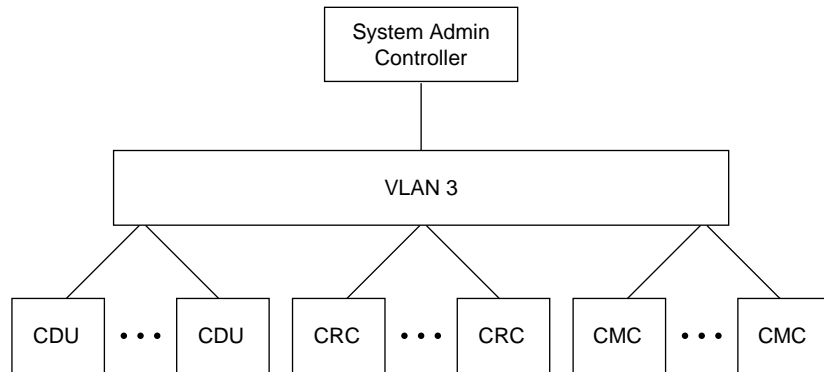 System Admin
Controller
VLAN 3
CDU
CDU
CRC
CRC
CMC
CMC